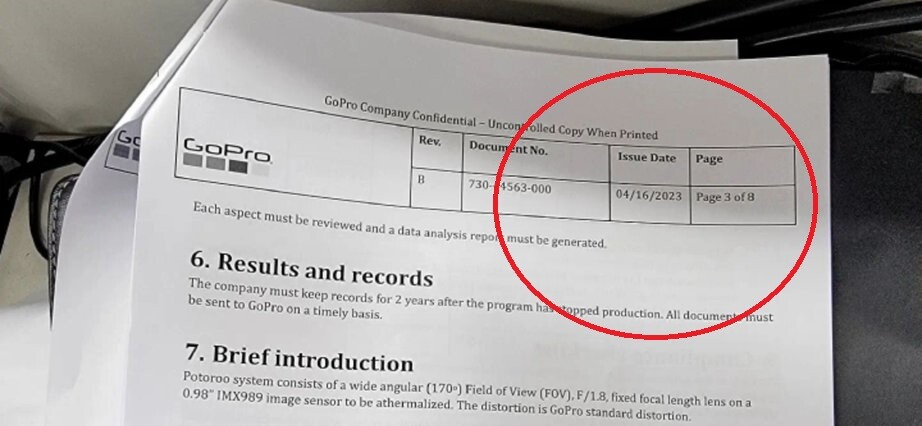 GoPro Company Confidential – Uncontrolled Copy When Printed
GoPro
Rev. Document No. Issue Date Page
B 730- 4563-000 04/16/2023 Page 3 of 8
Each aspect must be reviewed and a data analysis report must be generated.
6. Results and records
The company must keep records for 2 years after the program has stopped production. All documents must
be sent to GoPro on a timely basis.
7. Brief introduction
Potoroo system consists of a wide angular (170°) Field of View (FOV), F/1.8, fixed focal length lens on a
0.98" IMX989 image sensor to be athermalized. The distortion is GoPro standard distortion.